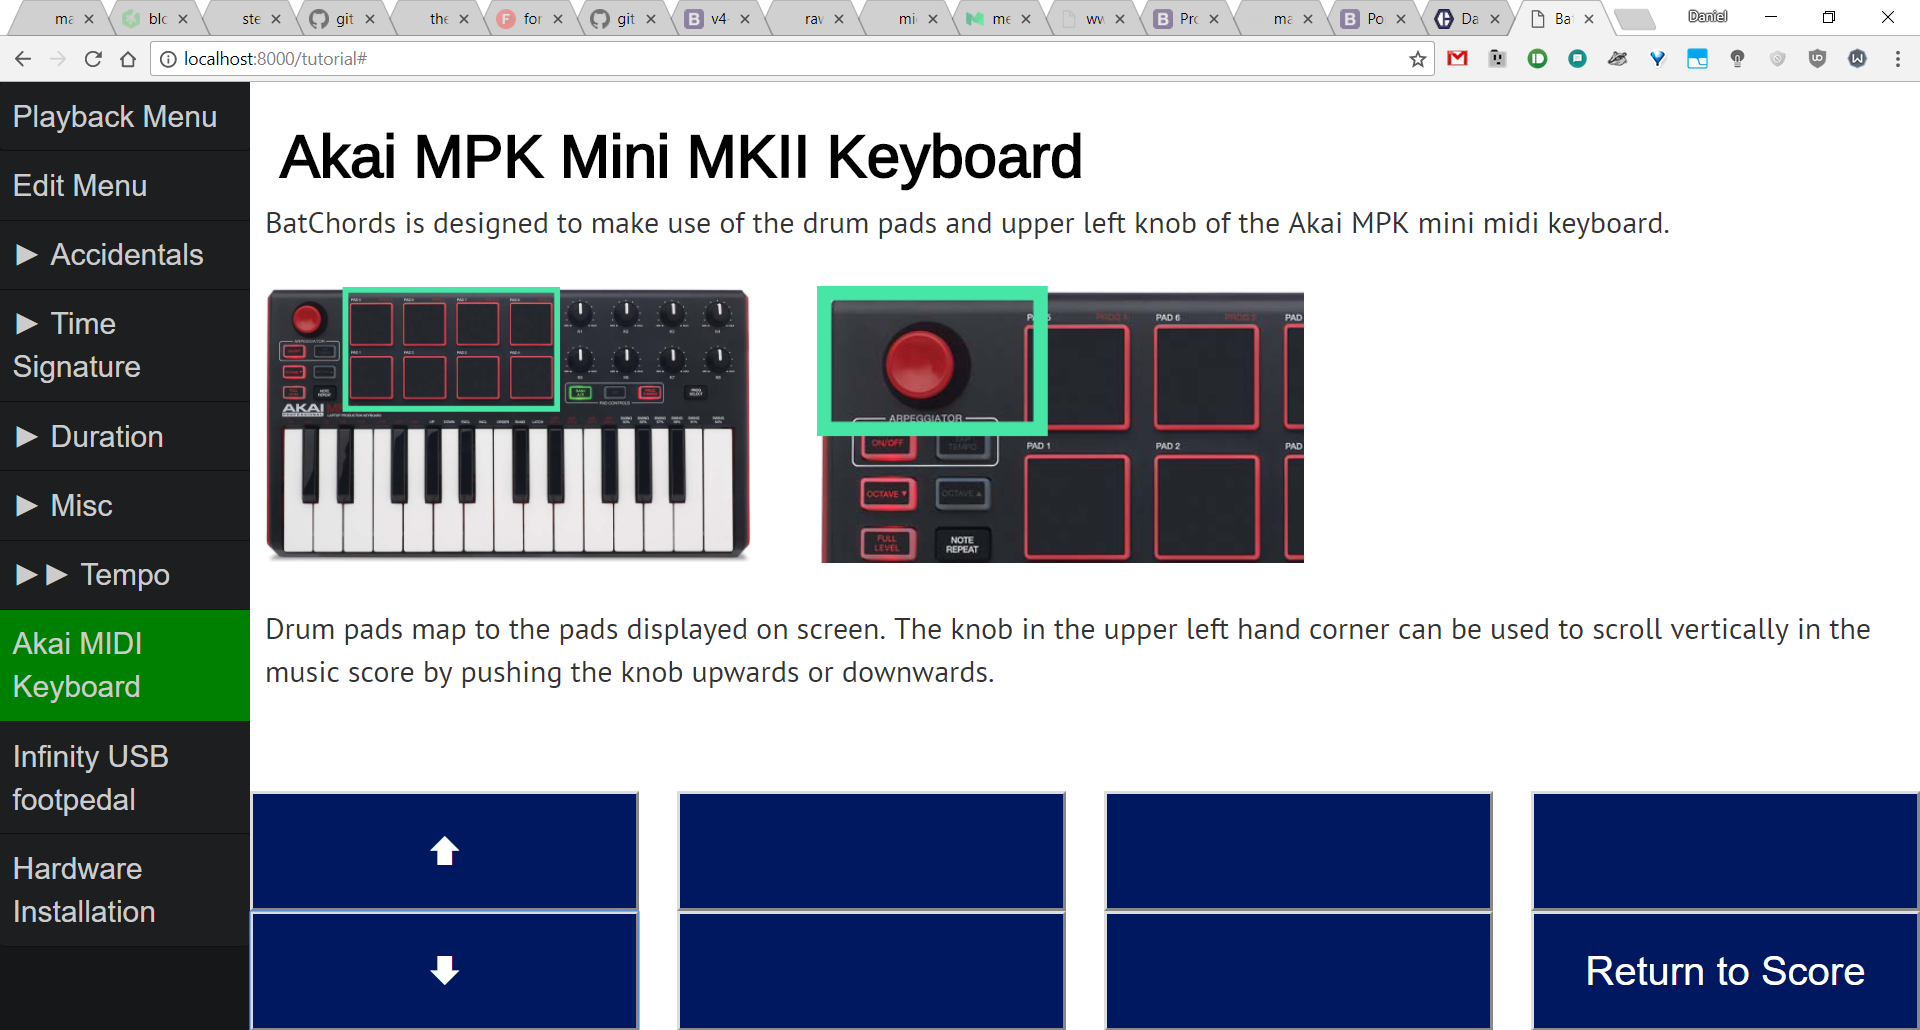 ma
blc
ste
git
the
for
git
v4-
rav
mi
me
ww
Pro
ma
Po
Da
Ba
Daniel
localhost:8000/tutorial#
Playback Menu
Edit Menu
▶ Accidentals
▶ Time
Signature
▶ Duration
▶ Misc
▶▶ Tempo
Akai MIDI
Keyboard
Infinity USB
footpedal
Hardware
Installation
Akai MPK Mini MKII Keyboard
BatChords is designed to make use of the drum pads and upper left knob of the Akai MPK mini midi keyboard.
AKAI
PAD 6
PAD 1
PAD 2
ARPEGGIATOR
ON/OFF
TEMPO
OCTAVE ▼
OCTAVE ▲
FULL
LEVEL
NOTE
REPEAT
Drum pads map to the pads displayed on screen. The knob in the upper left hand corner can be used to scroll vertically in the
music score by pushing the knob upwards or downwards.
Return to Score